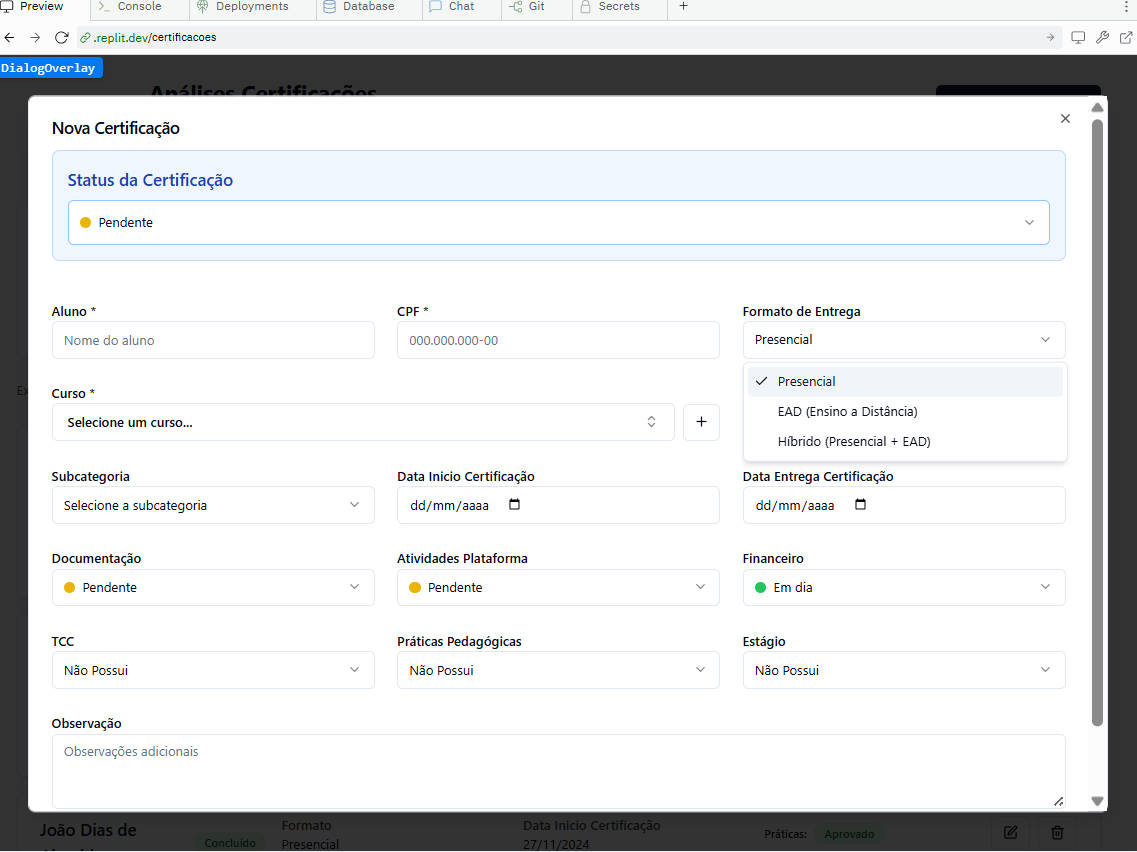 Preview
Console
Deployments
Database
Chat
Git
Secrets
.replit.dev/certificacoes
DialogOverlay
Análises Certificações
Nova Certificação
Status da Certificação
Pendente
Aluno * CPF * Formato de Entrega
Nome do aluno 000.000.000-00 Presencial
Presencial
Curso *
EAD (Ensino a Distância)
Selecione um curso...
Híbrido (Presencial + EAD)
Subcategoria Data Inicio Certificação Data Entrega Certificação
Selecione a subcategoria dd/mm/aaaa dd/mm/aaaa
Documentação Atividades Plataforma Financeiro
Pendente Pendente Em dia
TCC Práticas Pedagógicas Estágio
Não Possui Não Possui Não Possui
Observação
Observações adicionais
João Dias de Formato Data Inicio Certificação Práticas: Aprovado
Concluído Presencial 27/11/2024